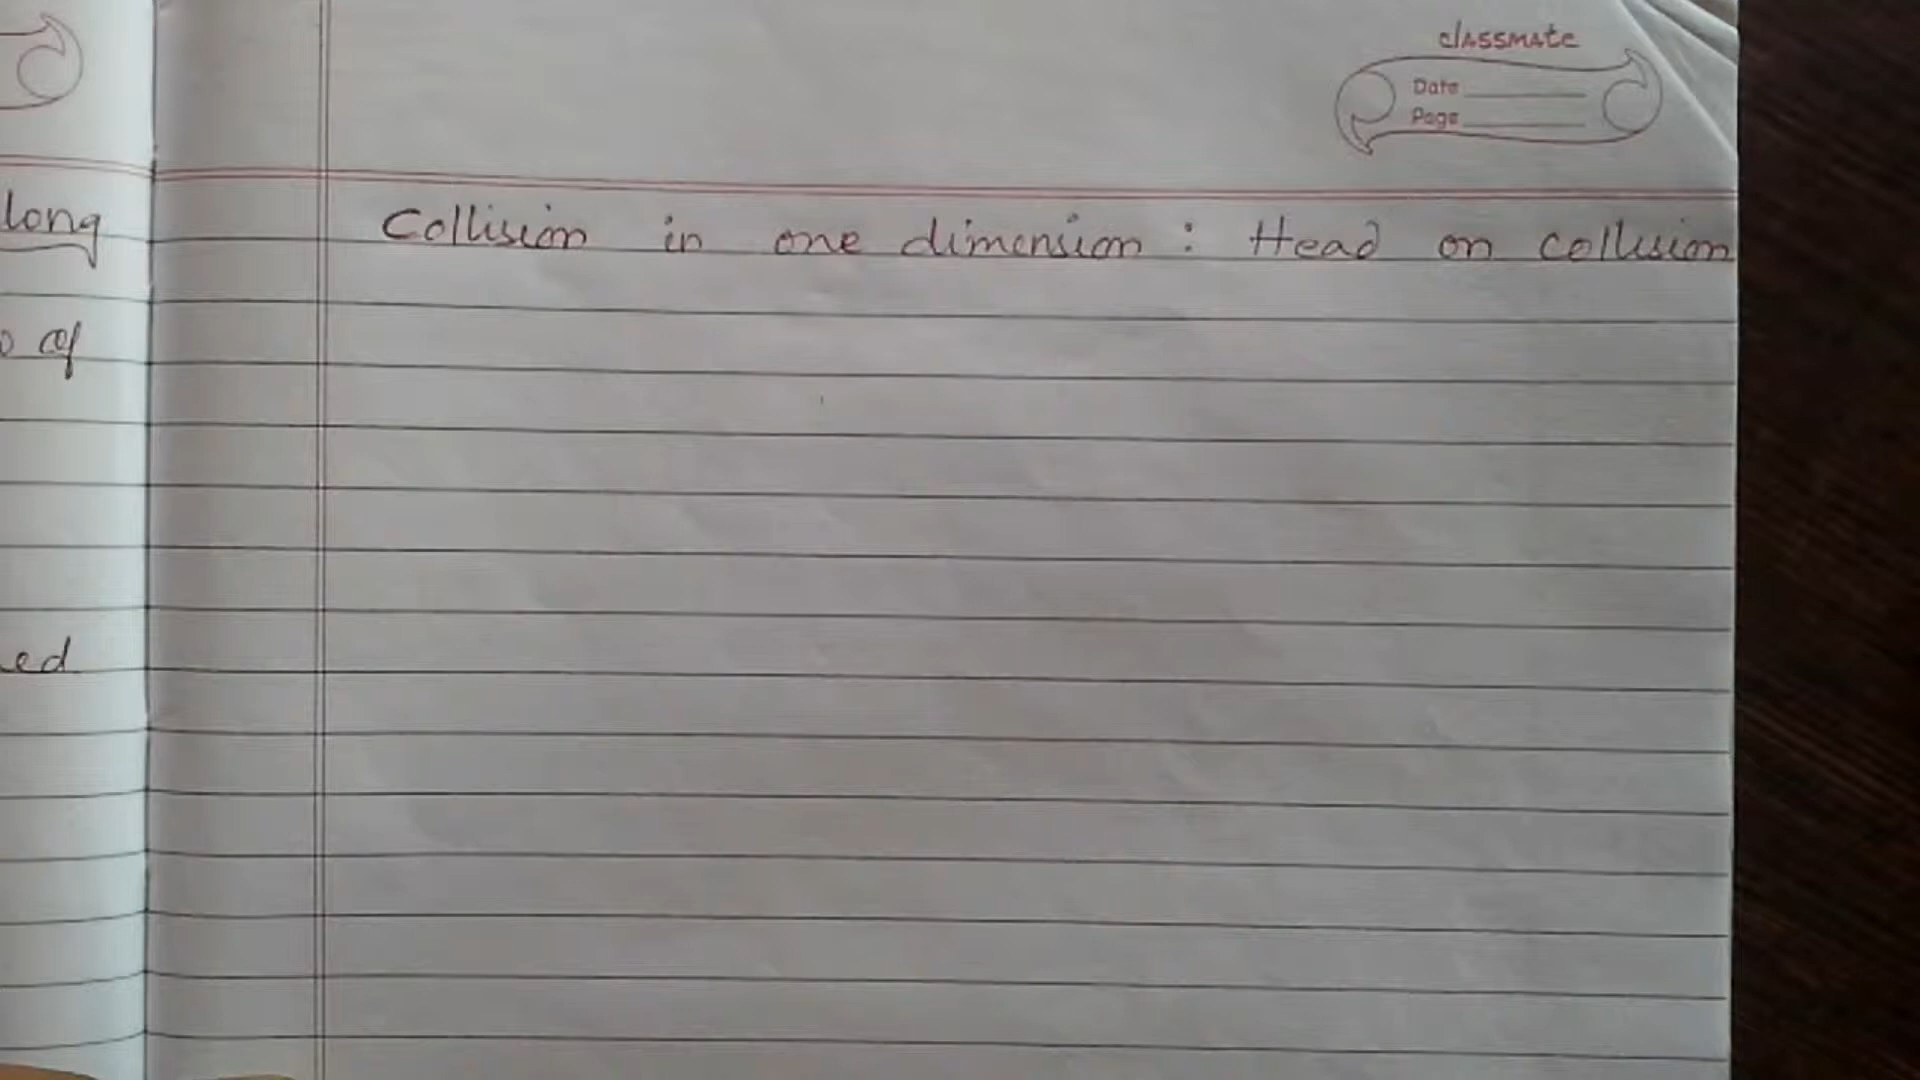 classmate
Date
Page
long
Collision in one dimension : Head on collision
of
ed